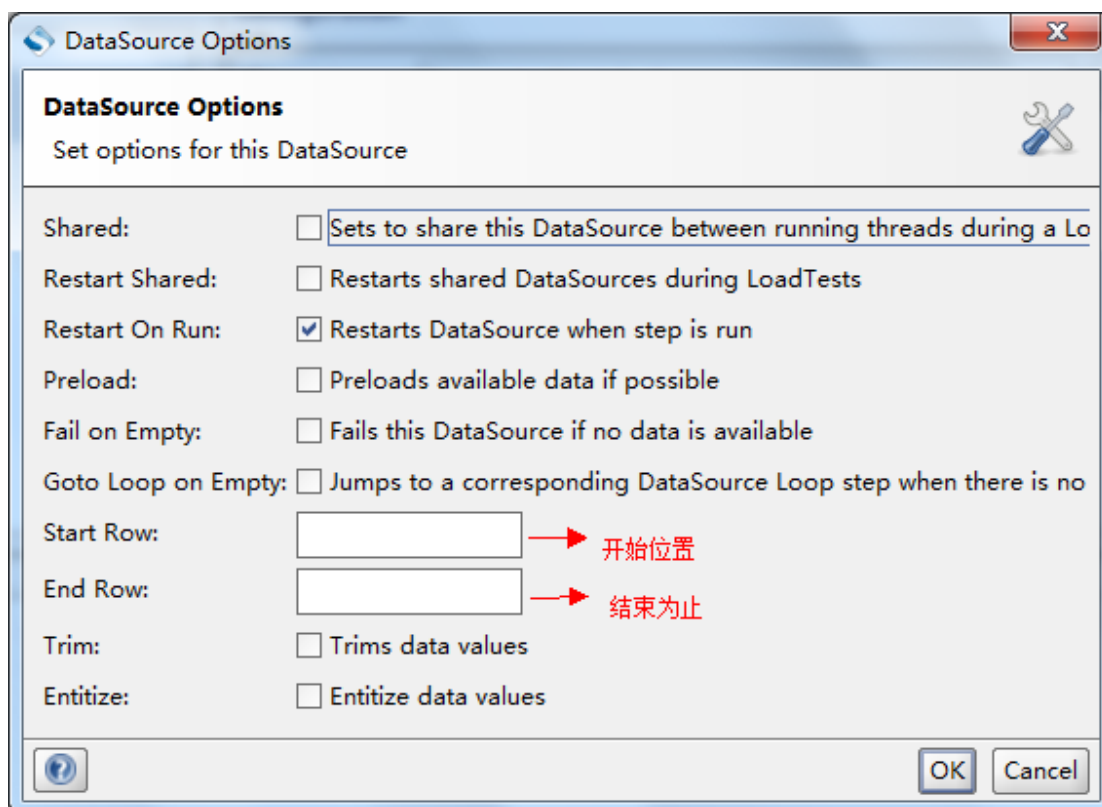 DataSource Options
DataSource Options
Set options for this DataSource
Shared: Sets to share this DataSource between running threads during a Lo
Restart Shared: Restarts shared DataSources during LoadTests
Restart On Run: Restarts DataSource when step is run
Preload: Preloads available data if possible
Fail on Empty: Fails this DataSource if no data is available
Goto Loop on Empty: Jumps to a corresponding DataSource Loop step when there is no
Start Row: 开始位置
End Row: 结束为止
Trim: Trims data values
Entitize: Entitize data values
OK Cancel